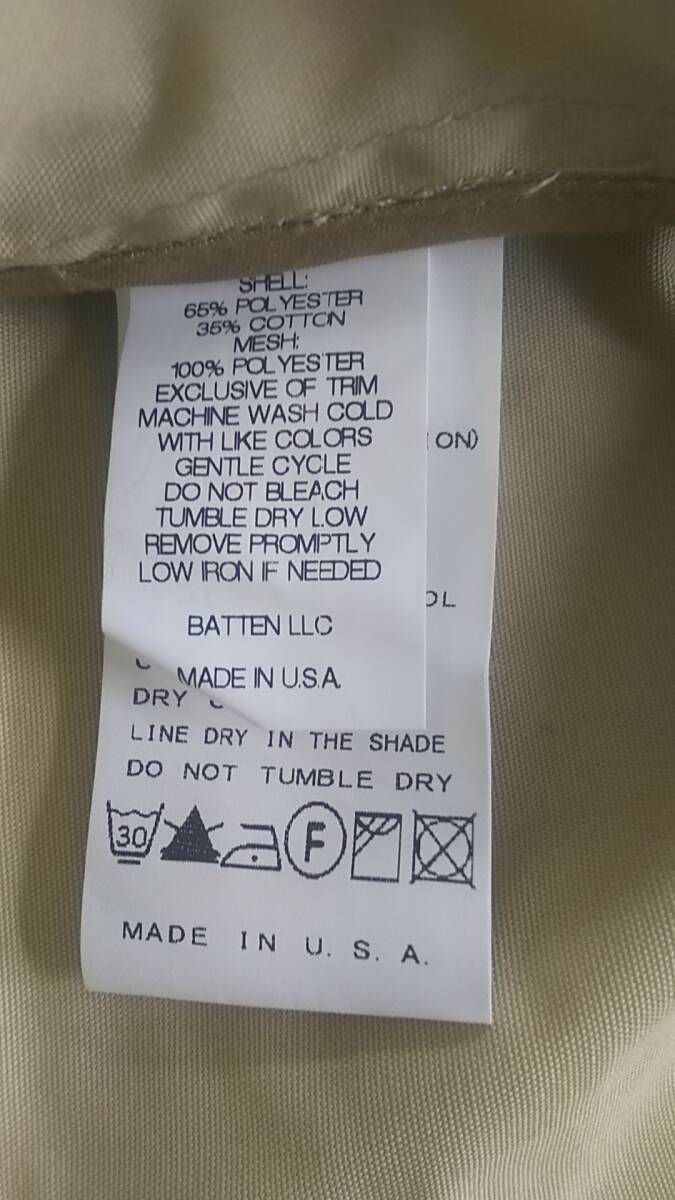 SHELL:
65% POLYESTER
35% COTTON
MESH:
100% POLYESTER
EXCLUSIVE OF TRIM
MACHINE WASH COLD
WITH LIKE COLORS
GENTLE CYCLE
DO NOT BLEACH
TUMBLE DRY LOW
REMOVE PROMPTLY
LOW IRON IF NEEDED
BATTEN LLC
MADE IN U.S.A.
ON)
OL
DRY
LINE DRY IN THE SHADE
DO NOT TUMBLE DRY
30 F
MADE IN U. S. A.